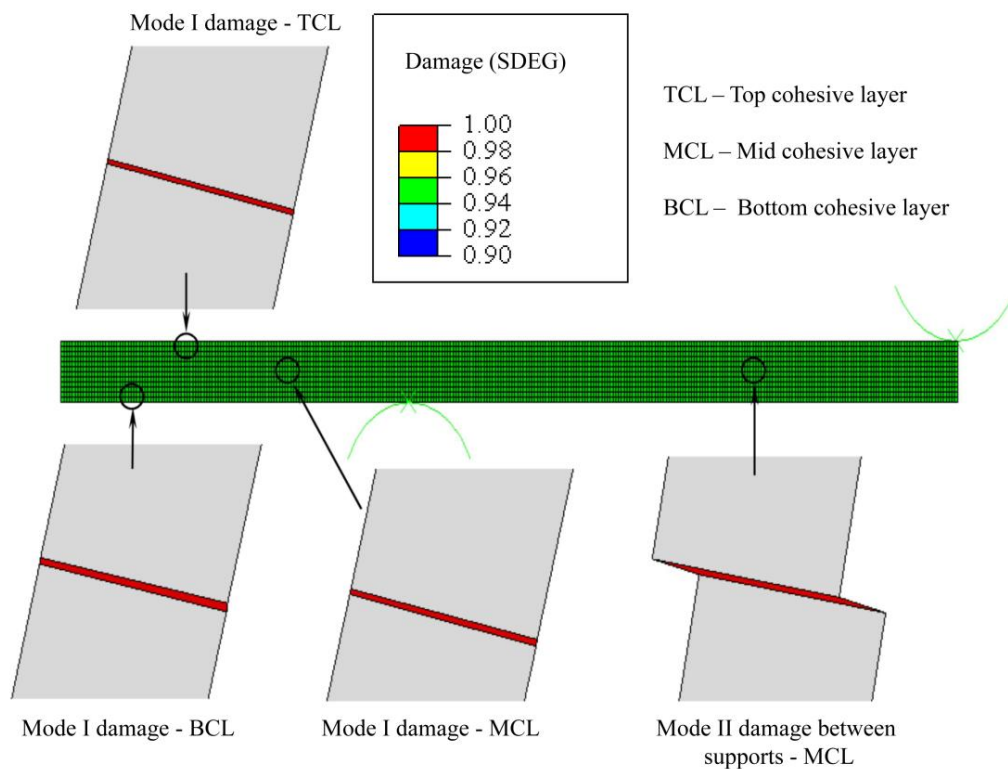 Mode I damage - TCL
Damage (SDEG)
1.00
0.98
0.96
0.94
0.92
0.90
TCL – Top cohesive layer
MCL – Mid cohesive layer
BCL – Bottom cohesive layer
Mode I damage - BCL
Mode I damage - MCL
Mode II damage between
supports - MCL